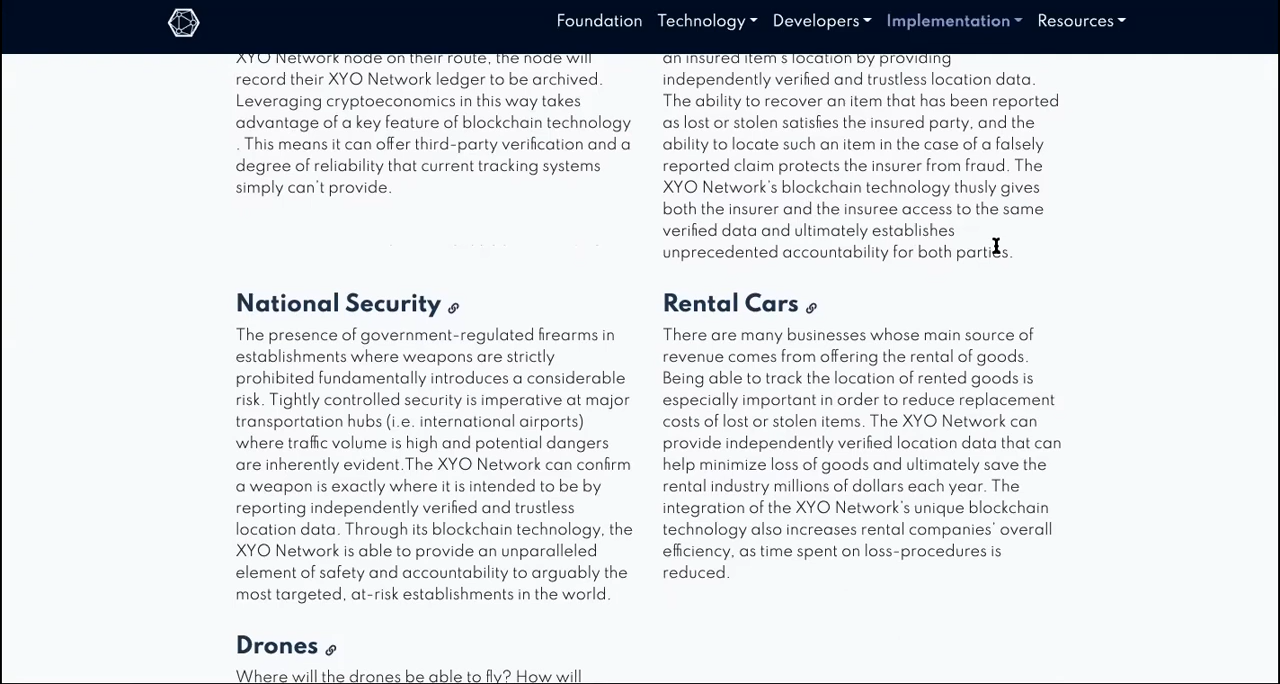 Foundation Technology Developers Implementation Resources
XYO Network node on their route, the node will
record their XYO Network ledger to be archived.
Leveraging cryptoeconomics in this way takes
advantage of a key feature of blockchain technology
. This means it can offer third-party verification and a
degree of reliability that current tracking systems
simply can't provide.
an insured item's location by providing
independently verified and trustless location data.
The ability to recover an item that has been reported
as lost or stolen satisfies the insured party, and the
ability to locate such an item in the case of a falsely
reported claim protects the insurer from fraud. The
XYO Network's blockchain technology thusly gives
both the insurer and the insuree access to the same
verified data and ultimately establishes
unprecedented accountability for both parties.
National Security
The presence of government-regulated firearms in
establishments where weapons are strictly
prohibited fundamentally introduces a considerable
risk. Tightly controlled security is imperative at major
transportation hubs (i.e. international airports)
where traffic volume is high and potential dangers
are inherently evident.The XYO Network can confirm
a weapon is exactly where it is intended to be by
reporting independently verified and trustless
location data. Through its blockchain technology, the
XYO Network is able to provide an unparalleled
element of safety and accountability to arguably the
most targeted, at-risk establishments in the world.
Rental Cars
There are many businesses whose main source of
revenue comes from offering the rental of goods.
Being able to track the location of rented goods is
especially important in order to reduce replacement
costs of lost or stolen items. The XYO Network can
provide independently verified location data that can
help minimize loss of goods and ultimately save the
rental industry millions of dollars each year. The
integration of the XYO Network's unique blockchain
technology also increases rental companies' overall
efficiency, as time spent on loss-procedures is
reduced.
Drones
Where will the drones be able to fly? How will